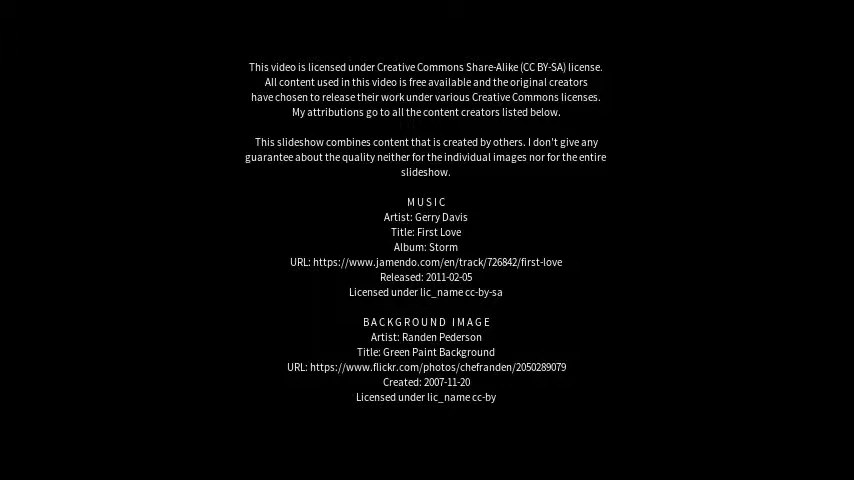 This video is licensed under Creative Commons Share-Alike (CC BY-SA) license.
All content used in this video is free available and the original creators
have chosen to release their work under various Creative Commons licenses.
My attributions go to all the content creators listed below.
This slideshow combines content that is created by others. I don't give any
guarantee about the quality neither for the individual images nor for the entire
slideshow.
MUSIC
Artist: Gerry Davis
Title: First Love
Album: Storm
URL: https://www.jamendo.com/en/track/726842/first-love
Released: 2011-02-05
Licensed under lic_name cc-by-sa
BACKGROUND IMAGE
Artist: Randen Pederson
Title: Green Paint Background
URL: https://www.flickr.com/photos/chefranden/2050289079
Created: 2007-11-20
Licensed under lic_name cc-by